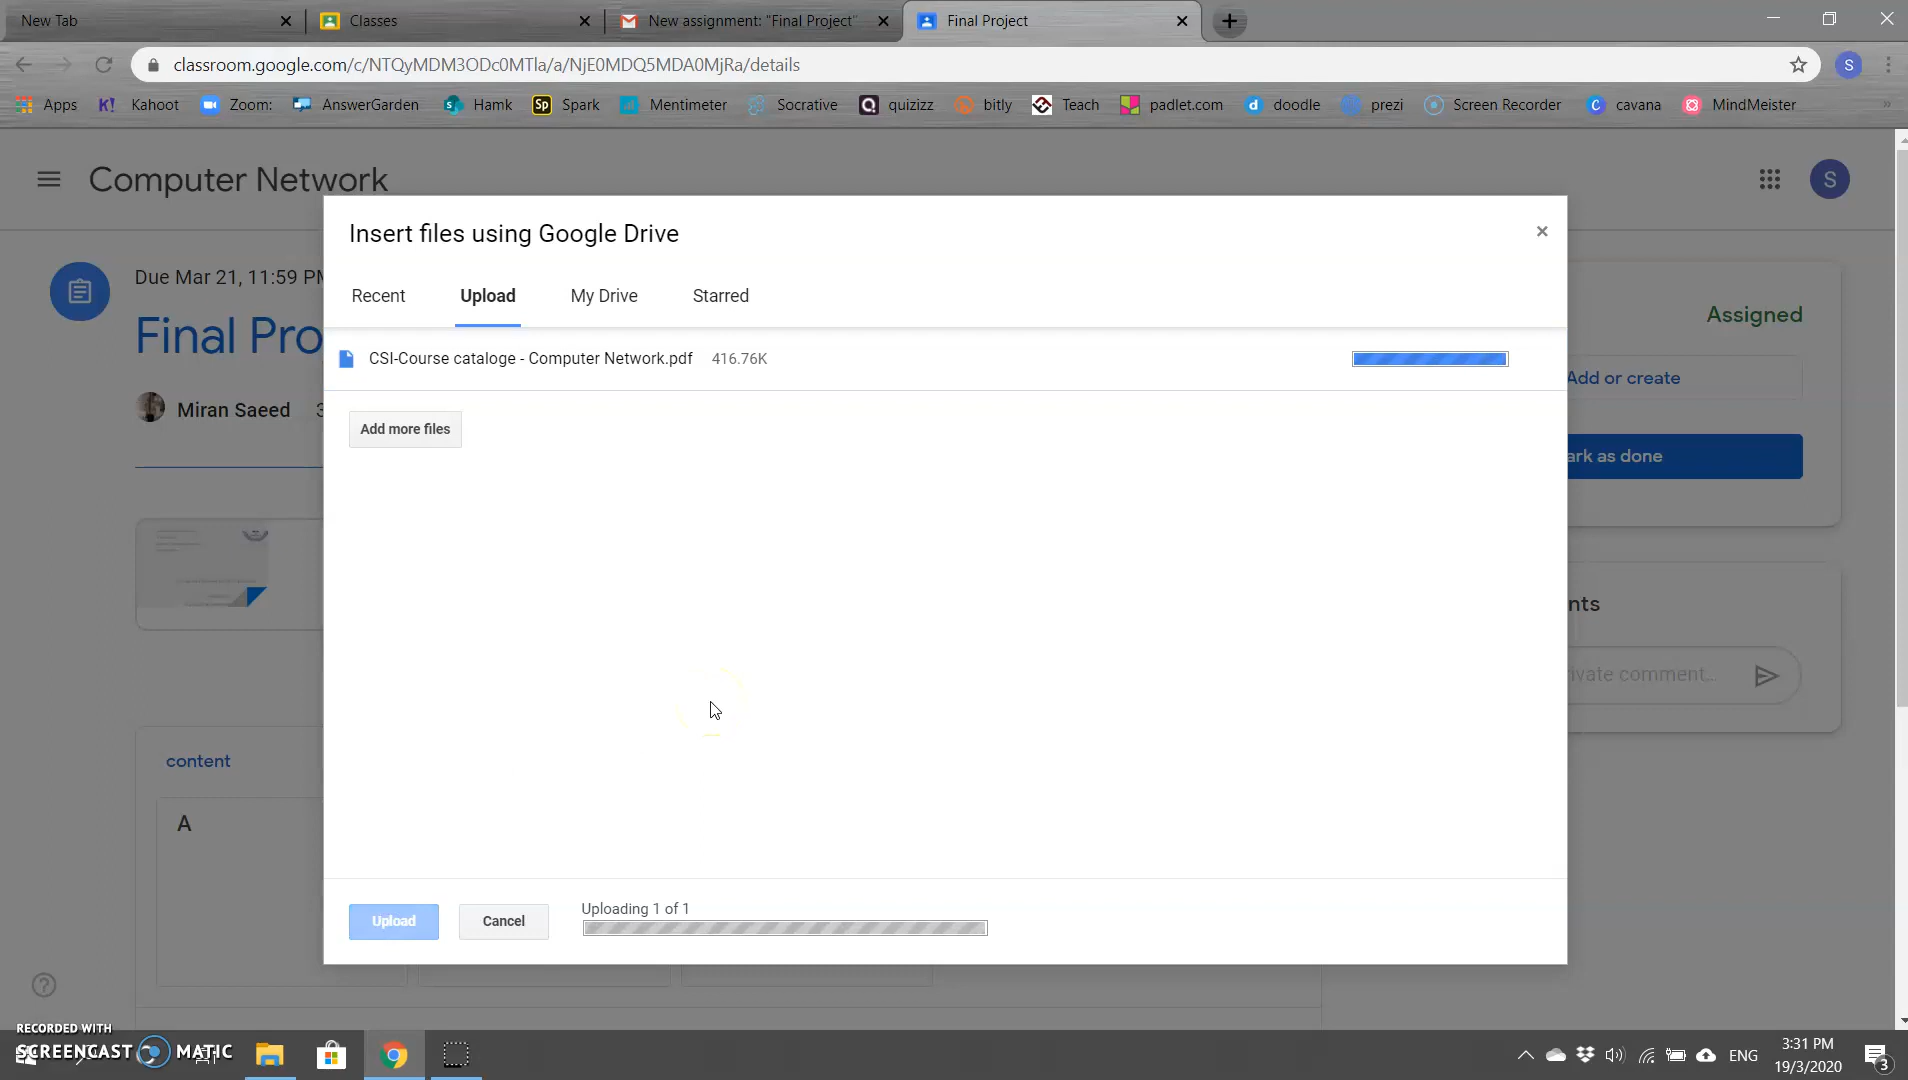 New Tab
Classes
New assignment: "Final Project"
Final Project
classroom.google.com/c/NTQyMDM3ODc0MTla/a/NjE0MDQ5MDA0MjRa/details
S
Apps
K!
Kahoot
Zoom:
AnswerGarden
Hamk
Sp
Spark
Mentimeter
Socrative
quizizz
bitly
Teach
padlet.com
d
doodle
prezi
Screen Recorder
C
cavana
MindMeister
Computer Network
S
Insert files using Google Drive
Due Mar 21, 11:59 PM
Recent
Upload
My Drive
Starred
Assigned
Final Pro
CSI-Course cataloge - Computer Network.pdf
416.76K
Add or create
Miran Saeed
3
Add more files
ark as done
nts
ivate comment...
content
A
Uploading 1 of 1
Upload
Cancel
RECORDED WITH
SCREENCAST MATIC
ENG
3:31 PM
19/3/2020
3